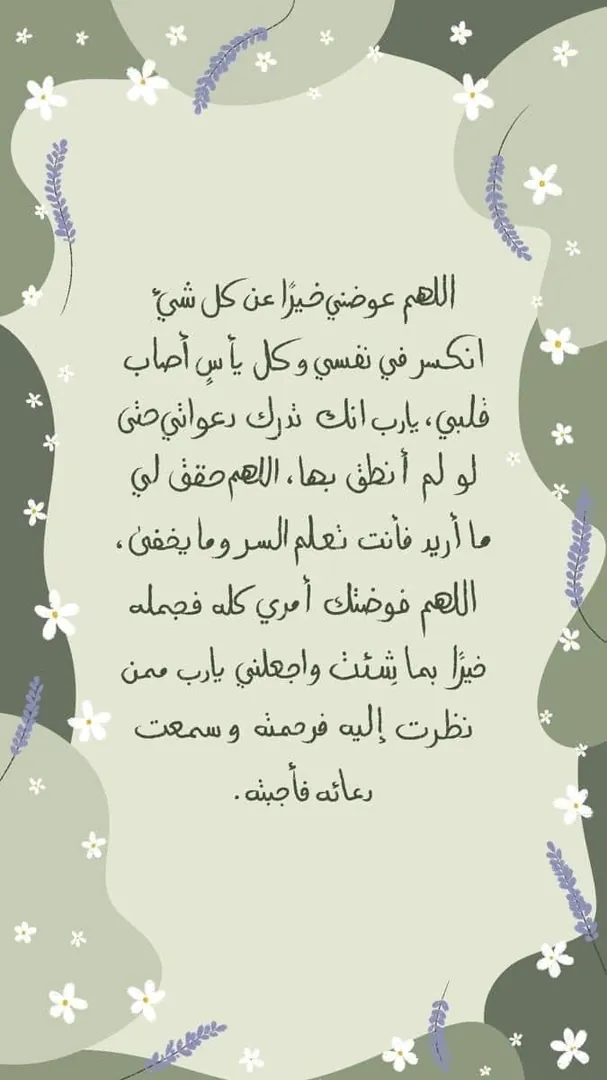 اللهم عوضني خيرًا عن كل شيئ
انكسر في نفسي وكل يأسٍ أصاب
قلبي، يارب انك تدرك دعواتي حتى
لو لم أنطق بها، اللهم حقق لي
ما أريد فأنت تعلم السر وما يخفىٰ،
اللهم فوضتك أمري كله فجمله
خيرًا بما شِئت واجعلني يارب ممن
نظرت إليه فرحمته وسمعت
دعائه فأجبته.